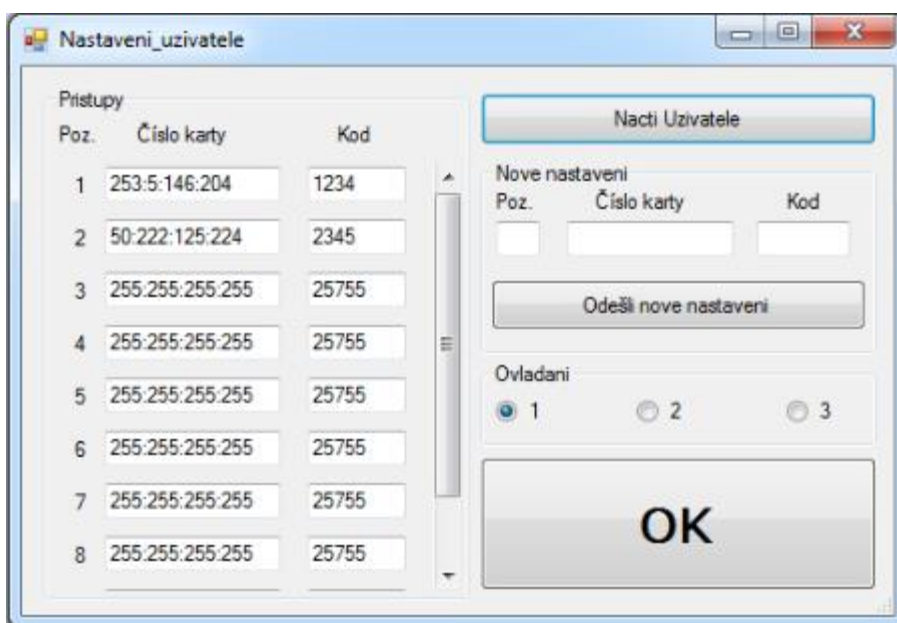 Nastaveni_uzivatele
Pristupy
Poz. Číslo karty Kod
1 253:5:146:204 1234
2 50:222:125:224 2345
3 255:255:255:255 25755
4 255:255:255:255 25755
5 255:255:255:255 25755
6 255:255:255:255 25755
7 255:255:255:255 25755
8 255:255:255:255 25755
Nacti Uzivatele
Nove nastaveni
Poz. Číslo karty Kod
Odešli nove nastaveni
Ovladani
1 2 3
OK